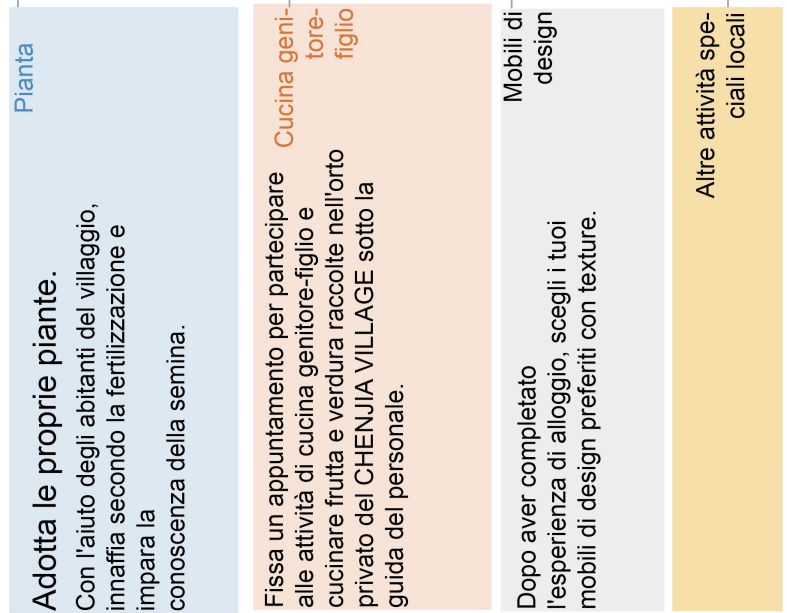 Pianta
Adotta le proprie piante.
Con l'aiuto degli abitanti del villaggio,
innaffia secondo la fertilizzazione e
impara la
conoscenza della semina.
Cucina geni-
tore-
figlio
Fissa un appuntamento per partecipare
alle attività di cucina genitore-figlio e
cucinare frutta e verdura raccolte nell'orto
privato del CHENJIA VILLAGE sotto la
guida del personale.
Mobili di
design
Dopo aver completato
l'esperienza di alloggio, scegli i tuoi
mobili di design preferiti con texture.
Altre attività spe-
ciali locali